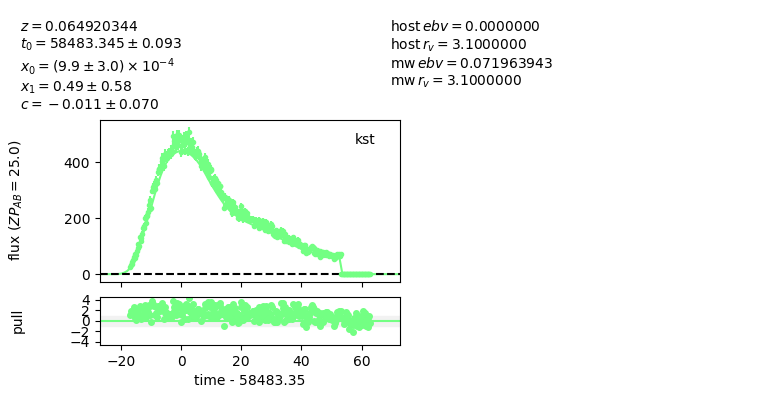 z = 0.064920344
t₀ = 58483.345 ± 0.093
x₀ = (9.9 ± 3.0) × 10⁻⁴
x₁ = 0.49 ± 0.58
c = −0.011 ± 0.070
host ebv = 0.0000000
host r_v = 3.1000000
mw ebv = 0.071963943
mw r_v = 3.1000000
flux (ZP_AB = 25.0)
400
200
0
kst
pull
4
2
0
−2
−4
−20 0 20 40 60
time - 58483.35